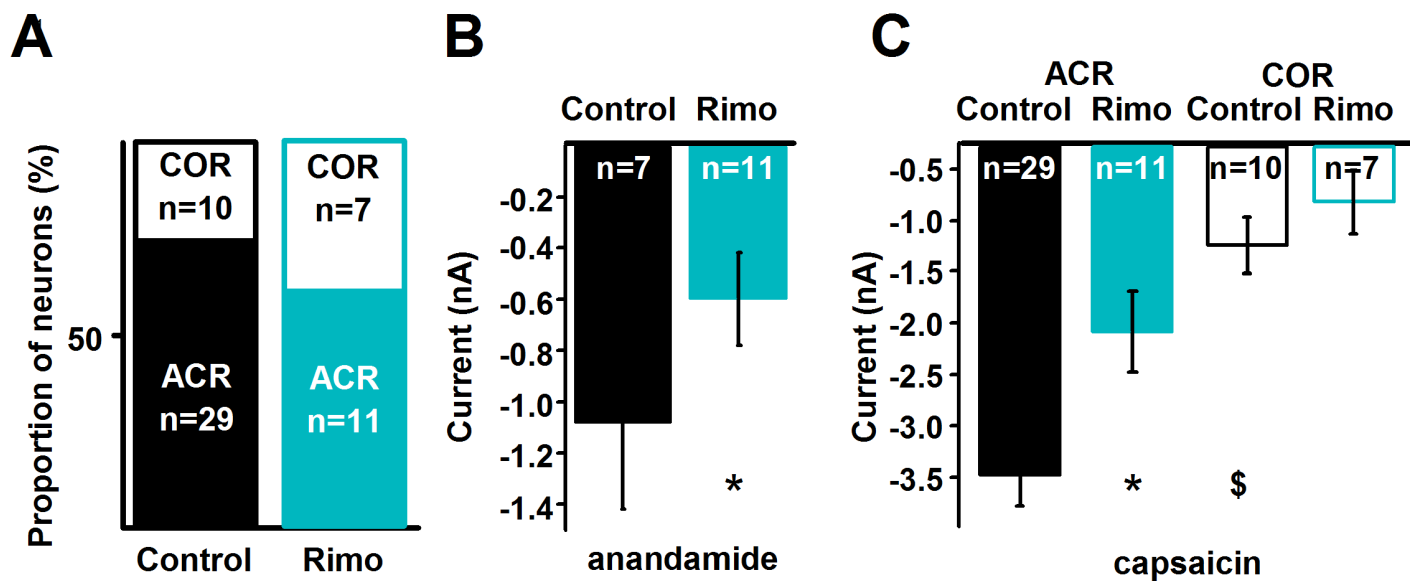 A
Proportion of neurons (%)
50
COR
n=10
ACR
n=29
COR
n=7
ACR
n=11
Control
Rimo
B
Control Rimo
n=7
n=11
Current (nA)
-0.2
-0.4
-0.6
-0.8
-1.0
-1.2
-1.4
*
anandamide
C
ACR COR
Control Rimo Control Rimo
n=29
n=11
n=10
n=7
Current (nA)
-0.5
-1.0
-1.5
-2.0
-2.5
-3.0
-3.5
*
$
capsaicin